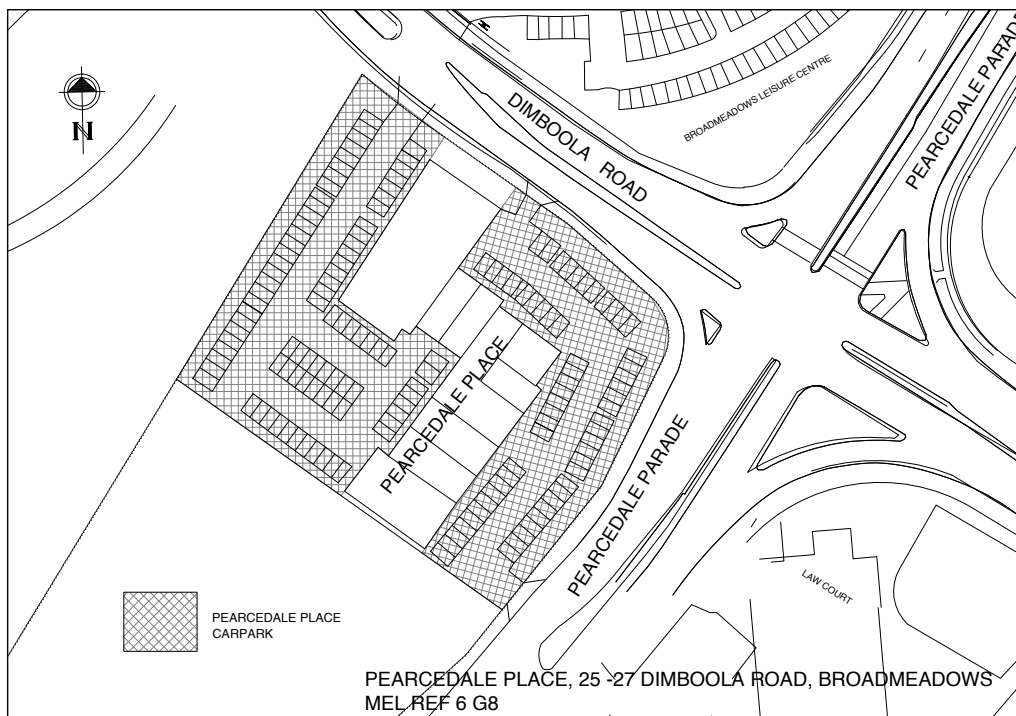 DIMBOOLA ROAD
BROADMEADOWS LEISURE CENTRE
PEARCEDALE PARADE
N
PEARCEDALE PLACE
PEARCEDALE PARADE
LAW COURT
PEARCEDALE PLACE
CARPARK
PEARCEDALE PLACE, 25 -27 DIMBOOLA ROAD, BROADMEADOWS
MEL REF 6 G8